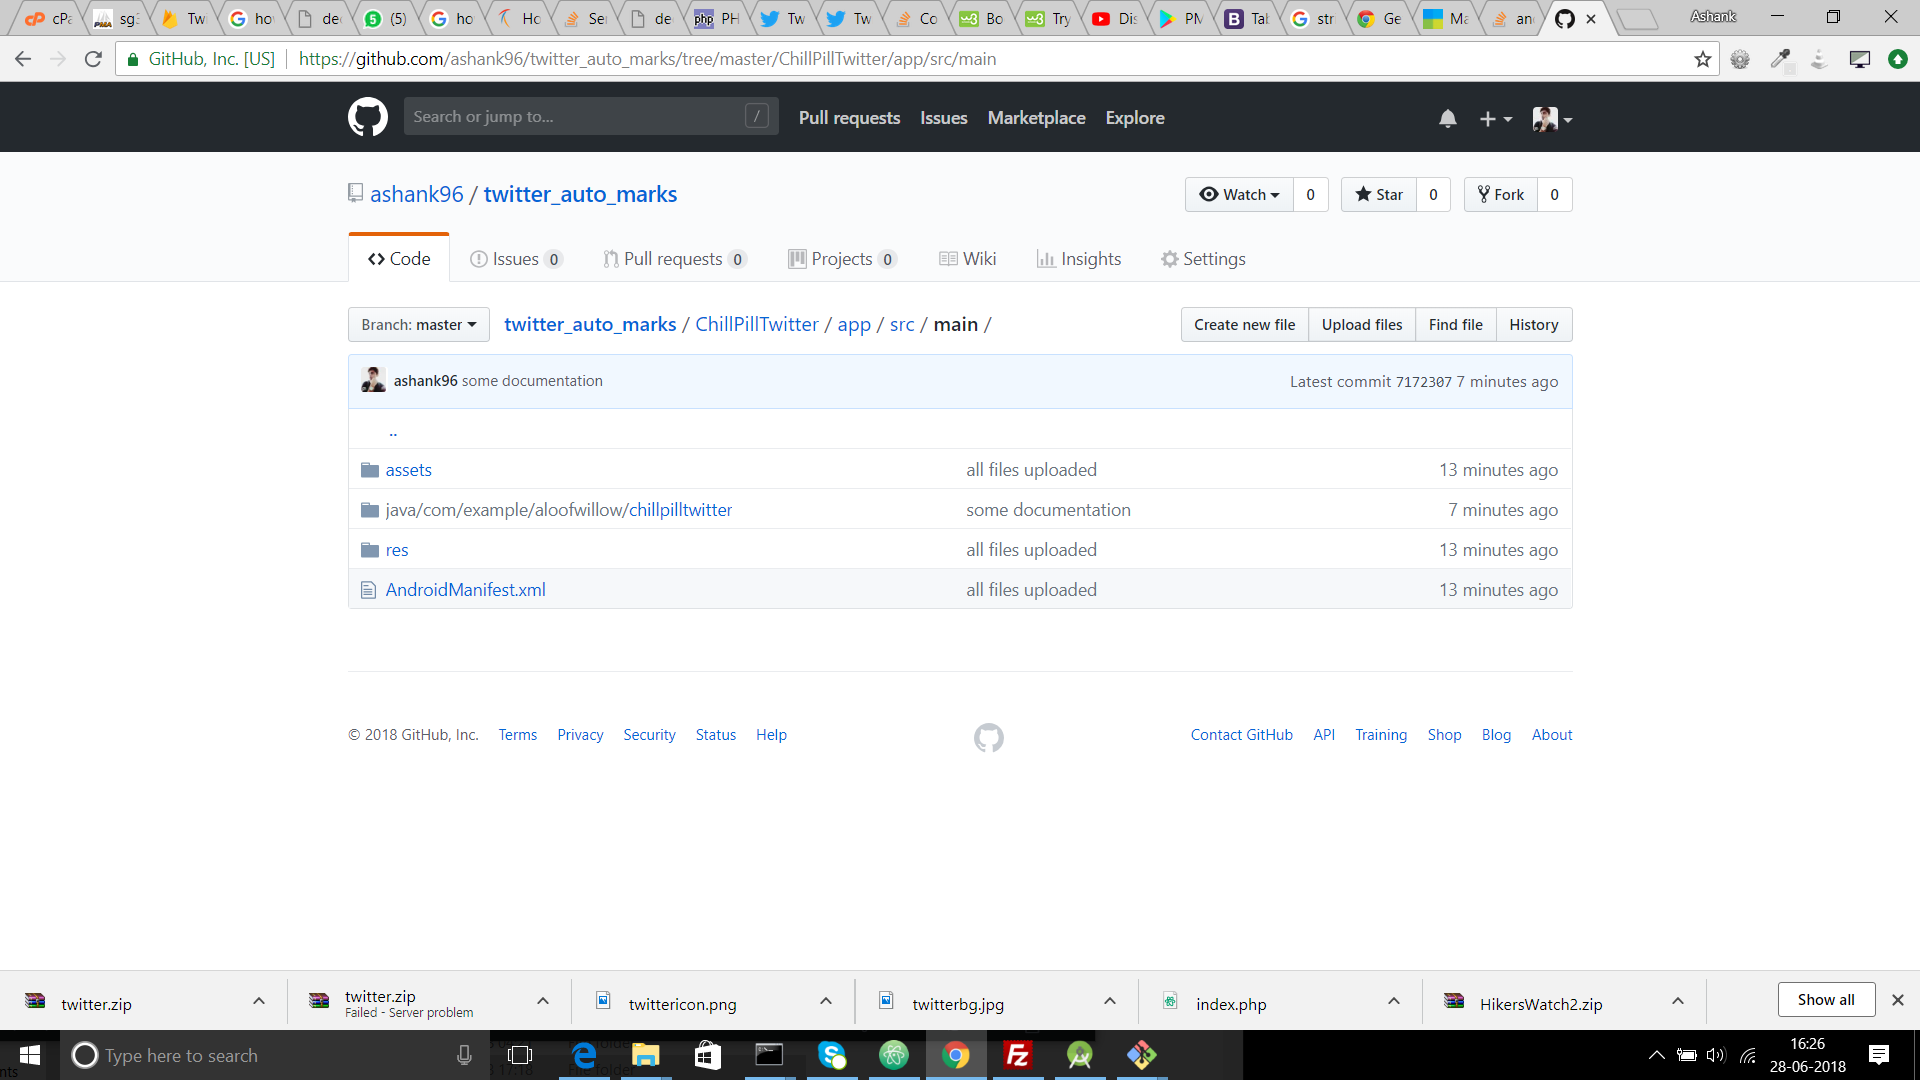 cPa sg3 Tw ho dec (5) ho Ho Ser dec php PH Tw Tw Co w3 Bo w3 Try Dis PM B Tab str Ge Ma an Ashank
GitHub, Inc. [US] https://github.com/ashank96/twitter_auto_marks/tree/master/ChillPillTwitter/app/src/main
Search or jump to... / Pull requests Issues Marketplace Explore
ashank96 / twitter_auto_marks Watch 0 Star 0 Fork 0
Code Issues 0 Pull requests 0 Projects 0 Wiki Insights Settings
Branch: master twitter_auto_marks / ChillPillTwitter / app / src / main / Create new file Upload files Find file History
ashank96 some documentation Latest commit 7172307 7 minutes ago
..
assets all files uploaded 13 minutes ago
java/com/example/aloofwillow/chillpilltwitter some documentation 7 minutes ago
res all files uploaded 13 minutes ago
AndroidManifest.xml all files uploaded 13 minutes ago
© 2018 GitHub, Inc. Terms Privacy Security Status Help Contact GitHub API Training Shop Blog About
twitter.zip twitter.zip twittericon.png twitterbg.jpg index.php HikersWatch2.zip Show all
Failed - Server problem
Type here to search 16:26
28-06-2018